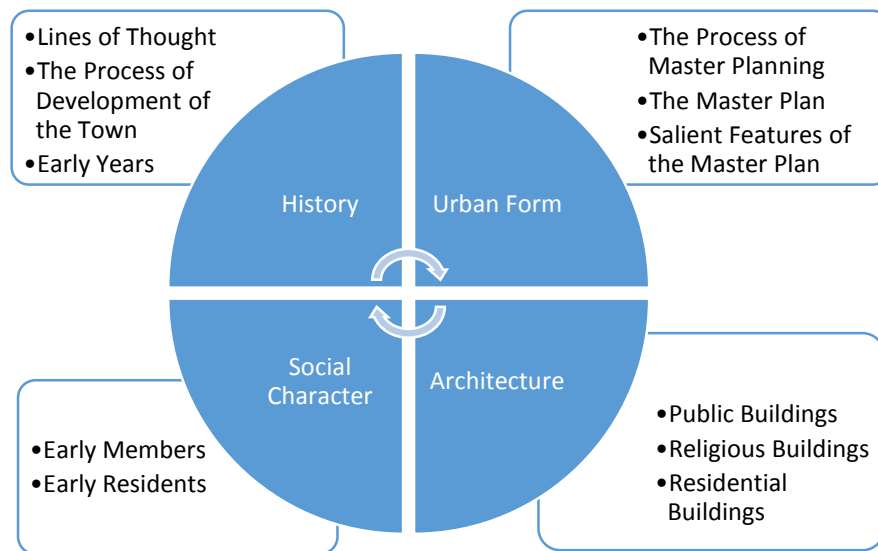 •Lines of Thought
•The Process of
Development of
the Town
•Early Years
•The Process of
Master Planning
•The Master Plan
•Salient Features of
the Master Plan
History
Urban Form
Social
Character
Architecture
•Early Members
•Early Residents
•Public Buildings
•Religious Buildings
•Residential
Buildings